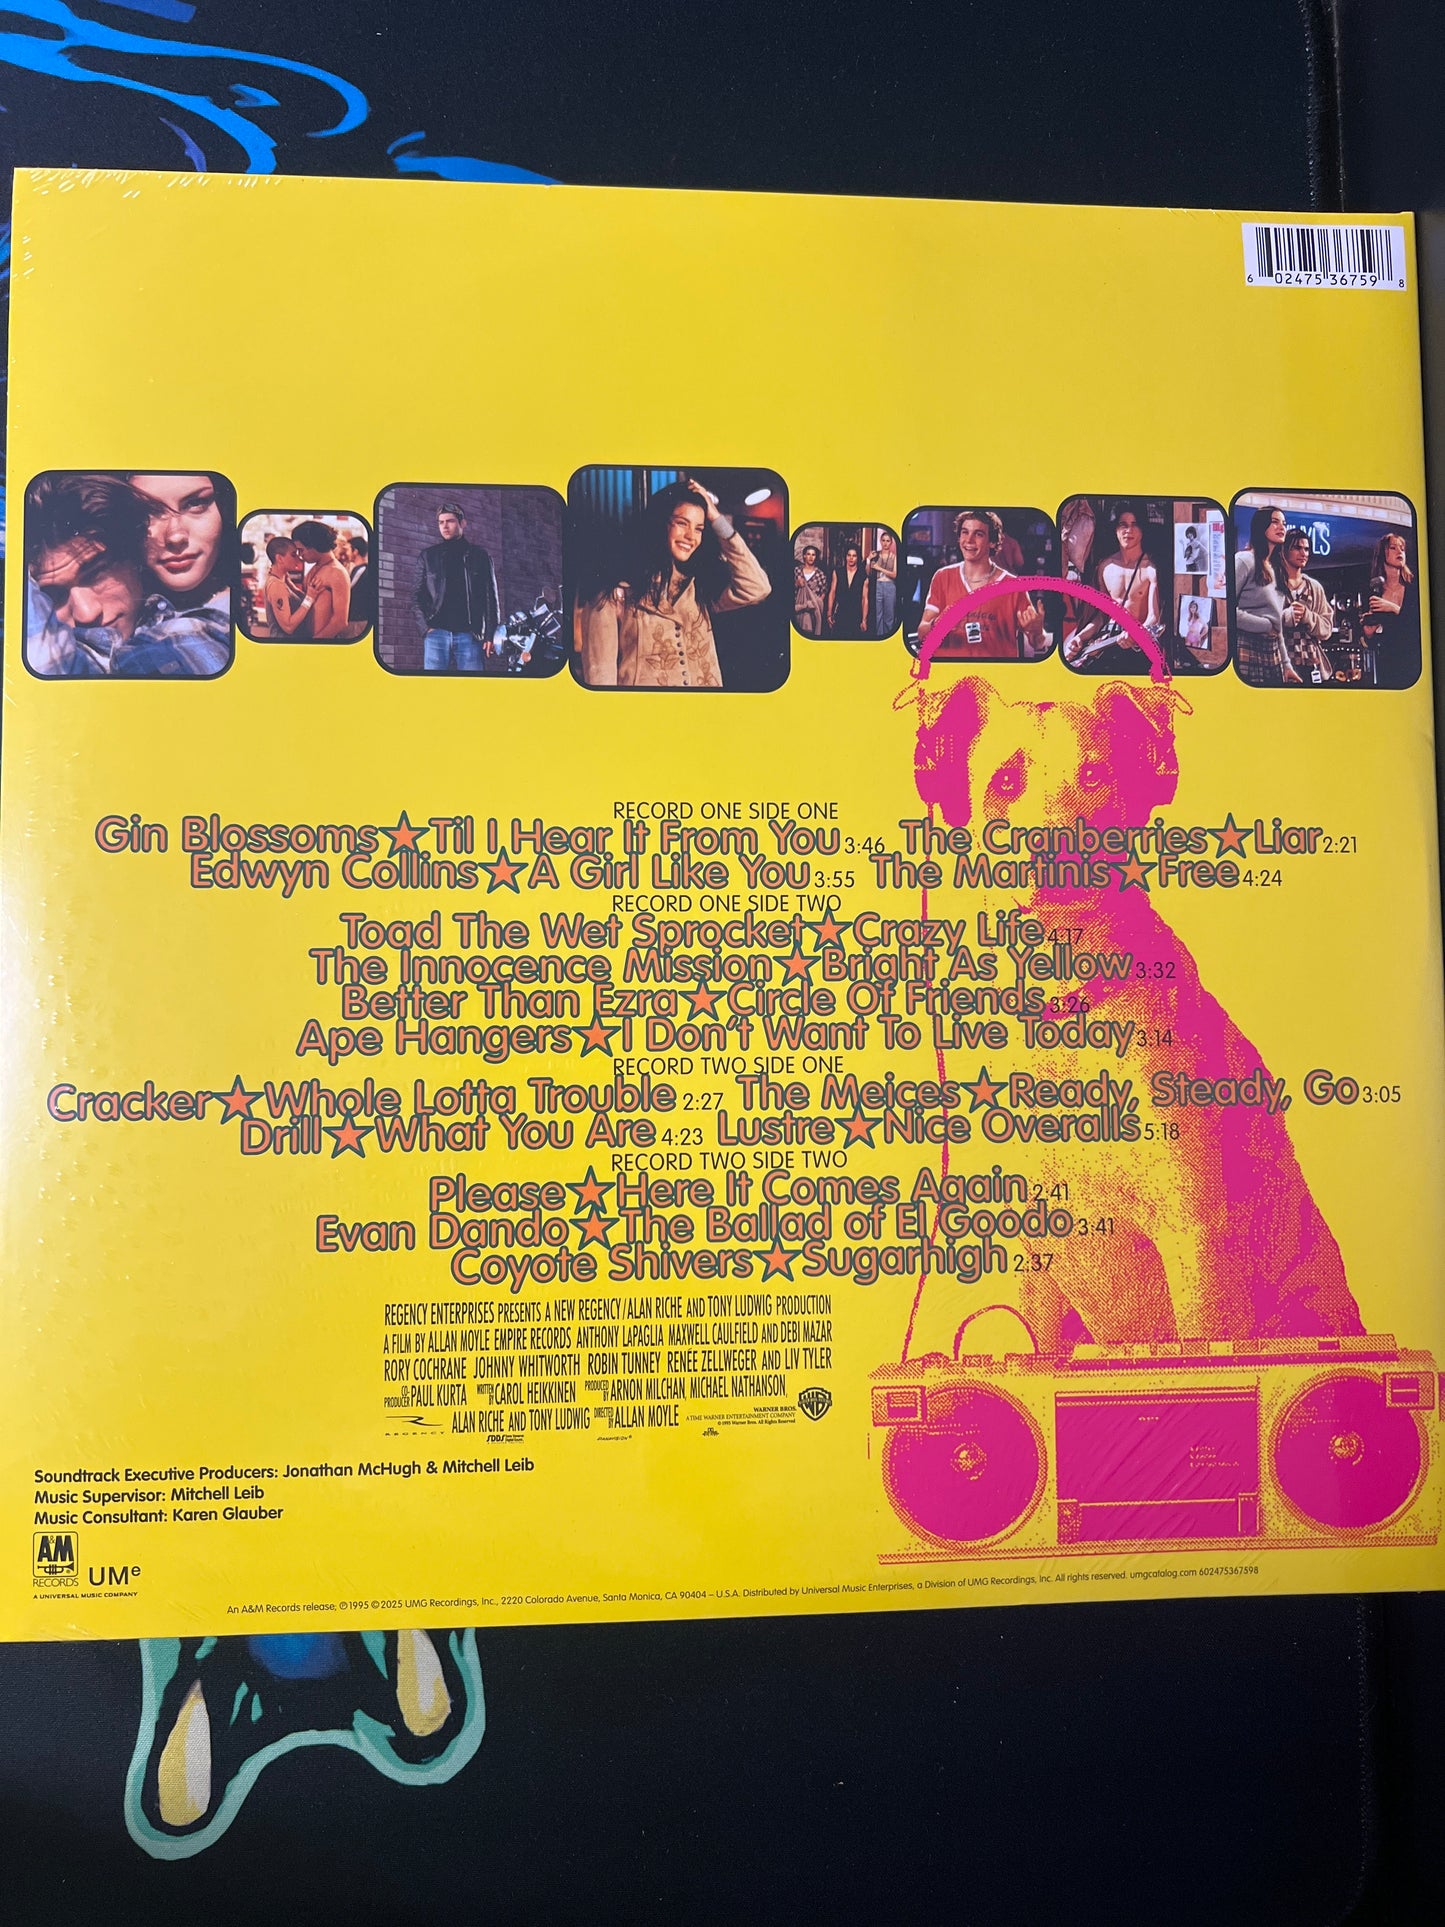 6 02475 36759 8
VINYLS
RECORD ONE SIDE ONE
Gin Blossoms★Til I Hear It From You 3:46 The Cranberries★Liar 2:21
Edwyn Collins★A Girl Like You 3:55 The Martinis★Free 4:24
RECORD ONE SIDE TWO
Toad The Wet Sprocket★Crazy Life 4:17
The Innocence Mission★Bright As Yellow 3:32
Better Than Ezra★Circle Of Friends 3:26
Ape Hangers★I Don't Want To Live Today 3:14
RECORD TWO SIDE ONE
Cracker★Whole Lotta Trouble 2:27 The Meices★Ready, Steady, Go 3:05
Drill★What You Are 4:23 Lustre★Nice Overalls 5:18
RECORD TWO SIDE TWO
Please★Here It Comes Again 2:41
Evan Dando★The Ballad of El Goodo 3:41
Coyote Shivers★Sugarhigh 2:37
REGENCY ENTERPRISES PRESENTS A NEW REGENCY/ALAN RICHE AND TONY LUDWIG PRODUCTION
A FILM BY ALLAN MOYLE EMPIRE RECORDS ANTHONY LAPAGLIA MAXWELL CAULFIELD AND DEBI MAZAR
RORY COCHRANE JOHNNY WHITWORTH ROBIN TUNNEY RENÉE ZELLWEGER AND LIV TYLER
CO-PRODUCER PAUL KURTA WRITTEN BY CAROL HEIKKINEN PRODUCED BY ARNON MILCHAN, MICHAEL NATHANSON,
ALAN RICHE AND TONY LUDWIG DIRECTED BY ALLAN MOYLE
REGENCY
SDDS
PANAVISION®
WARNER BROS.
A TIME WARNER ENTERTAINMENT COMPANY
©1995 Warner Bros. All Rights Reserved
Soundtrack Executive Producers: Jonathan McHugh & Mitchell Leib
Music Supervisor: Mitchell Leib
Music Consultant: Karen Glauber
A&M
RECORDS UMe
A UNIVERSAL MUSIC COMPANY
An A&M Records release; ℗1995 ©2025 UMG Recordings, Inc., 2220 Colorado Avenue, Santa Monica, CA 90404 – U.S.A. Distributed by Universal Music Enterprises, a Division of UMG Recordings, Inc. All rights reserved. umgcatalog.com 602475367598